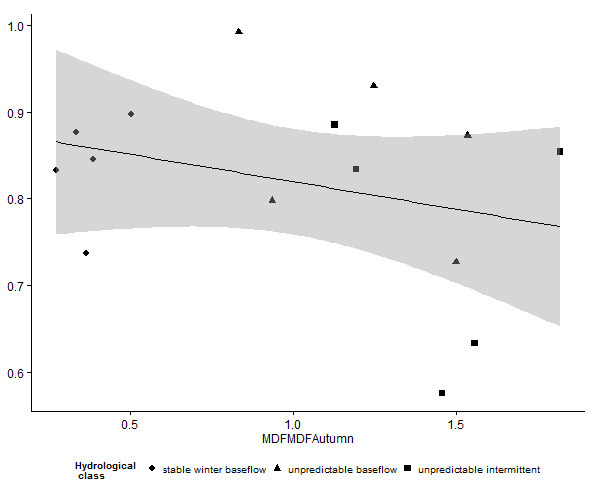 1.0
0.9
0.8
0.7
0.6
0.5 1.0 1.5
MDFMDFAutumn
Hydrological
class
stable winter baseflow unpredictable baseflow unpredictable intermittent